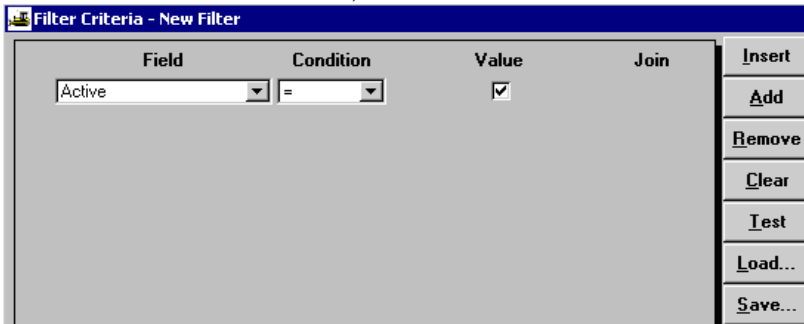 Filter Criteria - New Filter
Field Condition Value Join
Active =
Insert
Add
Remove
Clear
Test
Load...
Save...